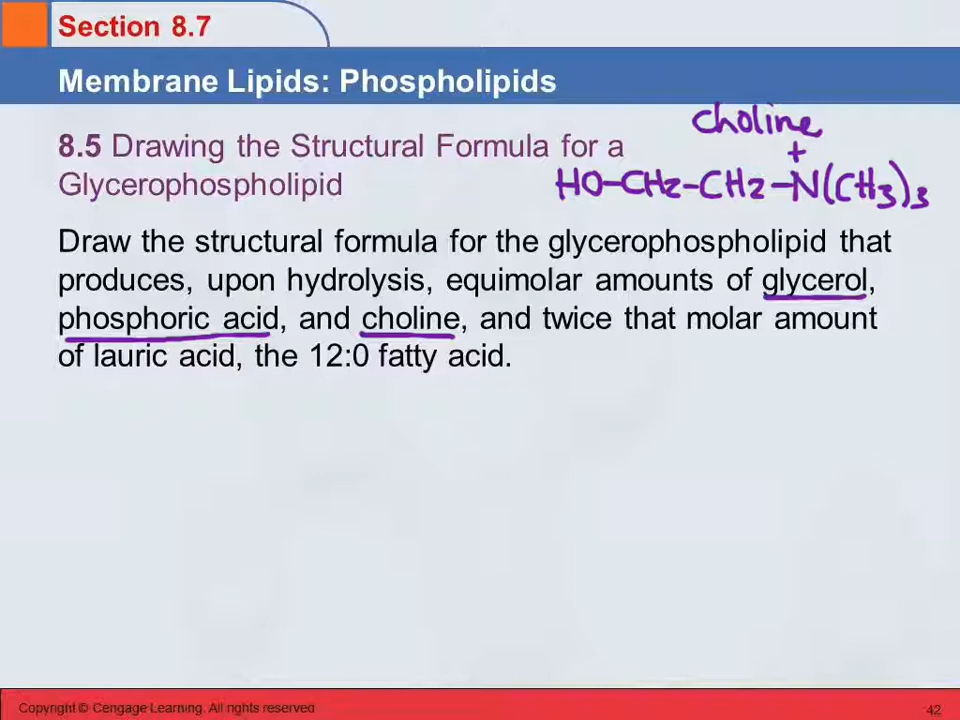 Section 8.7
Membrane Lipids: Phospholipids
choline
8.5 Drawing the Structural Formula for a
+
Glycerophospholipid
HO-CH2-CH2-N(CH3)3
Draw the structural formula for the glycerophospholipid that
produces, upon hydrolysis, equimolar amounts of glycerol,
phosphoric acid, and choline, and twice that molar amount
of lauric acid, the 12:0 fatty acid.
Copyright © Cengage Learning. All rights reserved
42